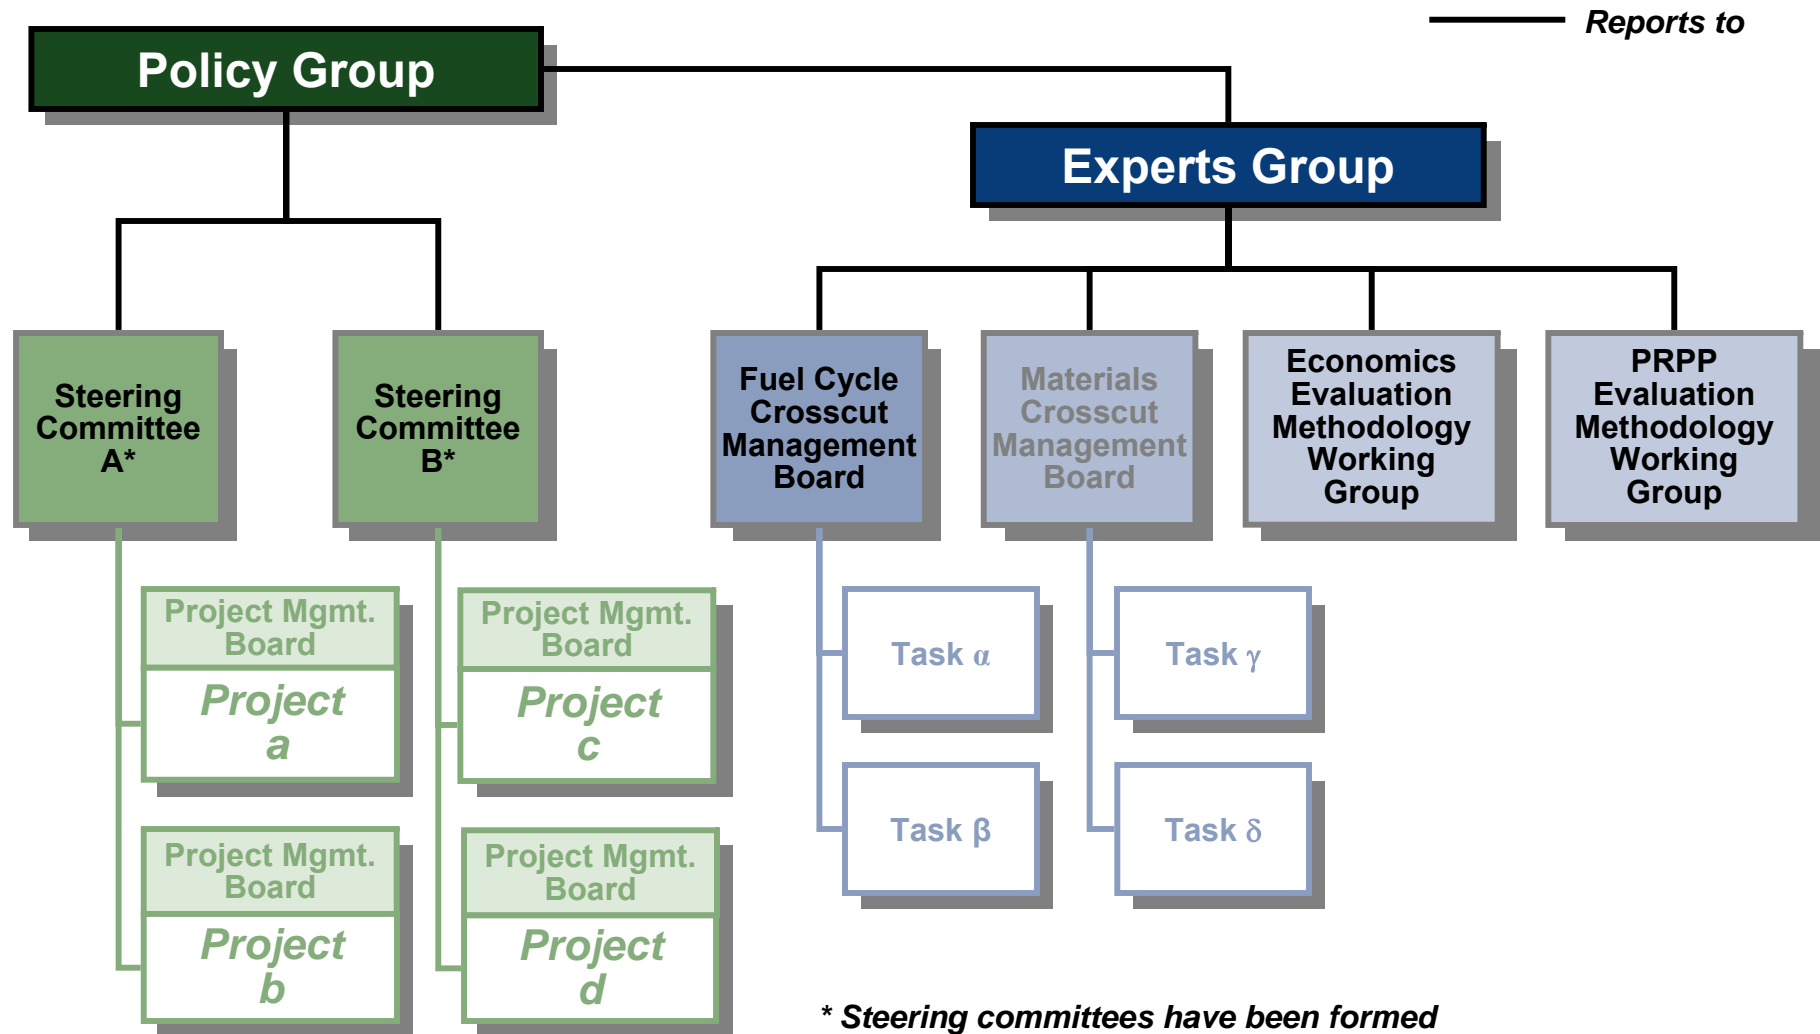 Reports to
Policy Group
Experts Group
Steering
Committee
A*
Steering
Committee
B*
Fuel Cycle
Crosscut
Management
Board
Materials
Crosscut
Management
Board
Economics
Evaluation
Methodology
Working
Group
PRPP
Evaluation
Methodology
Working
Group
Project Mgmt.
Board
Project
a
Project Mgmt.
Board
Project
c
Task α
Task γ
Project Mgmt.
Board
Project
b
Project Mgmt.
Board
Project
d
Task β
Task δ
* Steering committees have been formed